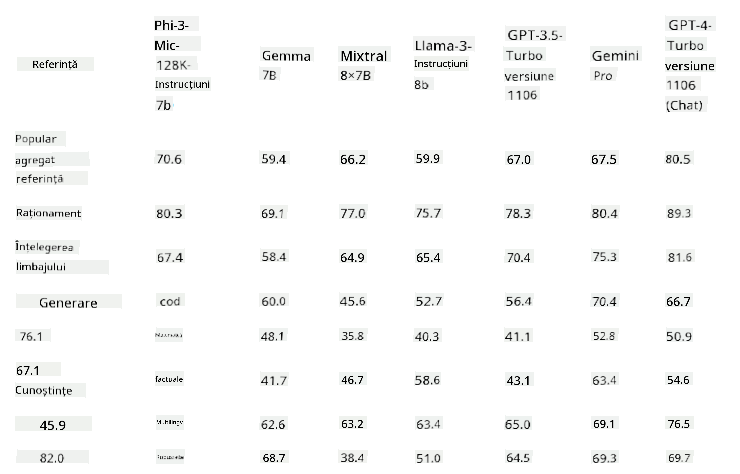 Referință Phi-3-Mic-128K-Instrucțiuni 7b Gemma 7B Mixtral 8×7B Llama-3-Instrucțiuni 8b GPT-3.5-Turbo versiune 1106 Gemini Pro GPT-4-Turbo versiune 1106 (Chat)
Popular agregat referință 70.6 59.4 66.2 59.9 67.0 67.5 80.5
Raționament 80.3 69.1 77.0 75.7 78.3 80.4 89.3
Întelegerea limbajului 67.4 58.4 64.9 65.4 70.4 75.3 81.6
Generare cod 60.0 45.6 52.7 56.4 70.4 66.7
76.1 Matematică 48.1 35.8 40.3 41.1 52.8 50.9
67.1 Cunoștințe factuale 41.7 46.7 58.6 43.1 63.4 54.6
45.9 Multilingv 62.6 63.2 63.4 65.0 69.1 76.5
82.0 68.7 38.4 51.0 64.5 69.3 69.7